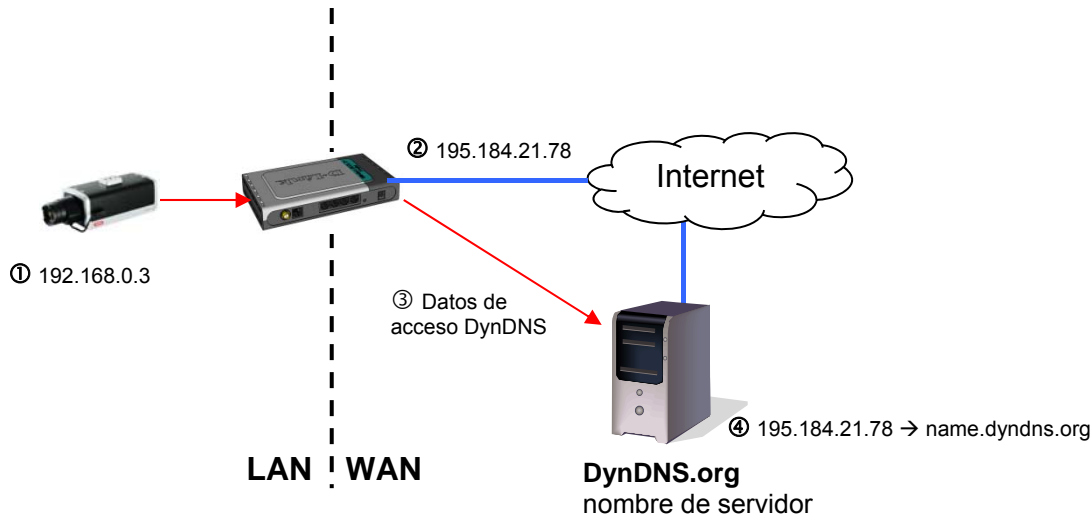 ② 195.184.21.78
Internet
D-Link
① 192.168.0.3
③ Datos de
acceso DynDNS
④ 195.184.21.78 → name.dyndns.org
LAN WAN
DynDNS.org
nombre de servidor